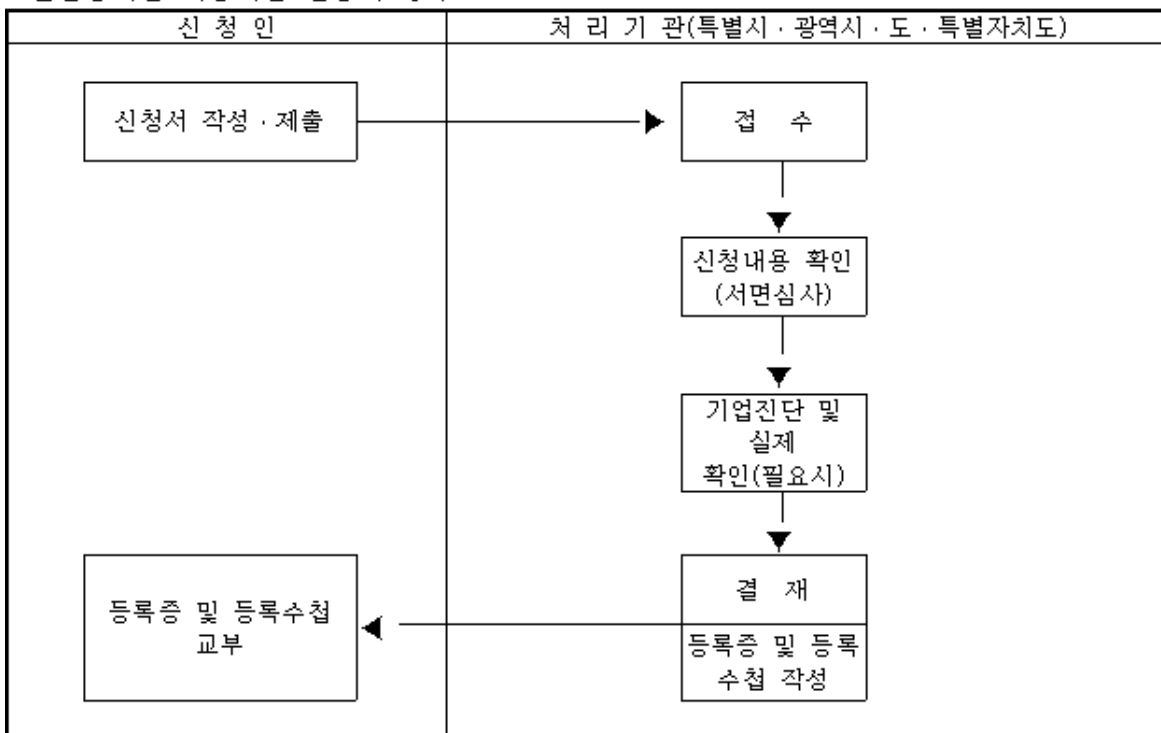 신 청 인
처 리 기 관(특별시 · 광역시 · 도 · 특별자치도)
신청서 작성 · 제출
접 수
신청내용 확인
(서면심사)
기업진단 및
실제
확인(필요시)
결 재
등록증 및 등록
수첩 작성
등록증 및 등록수첩
교부